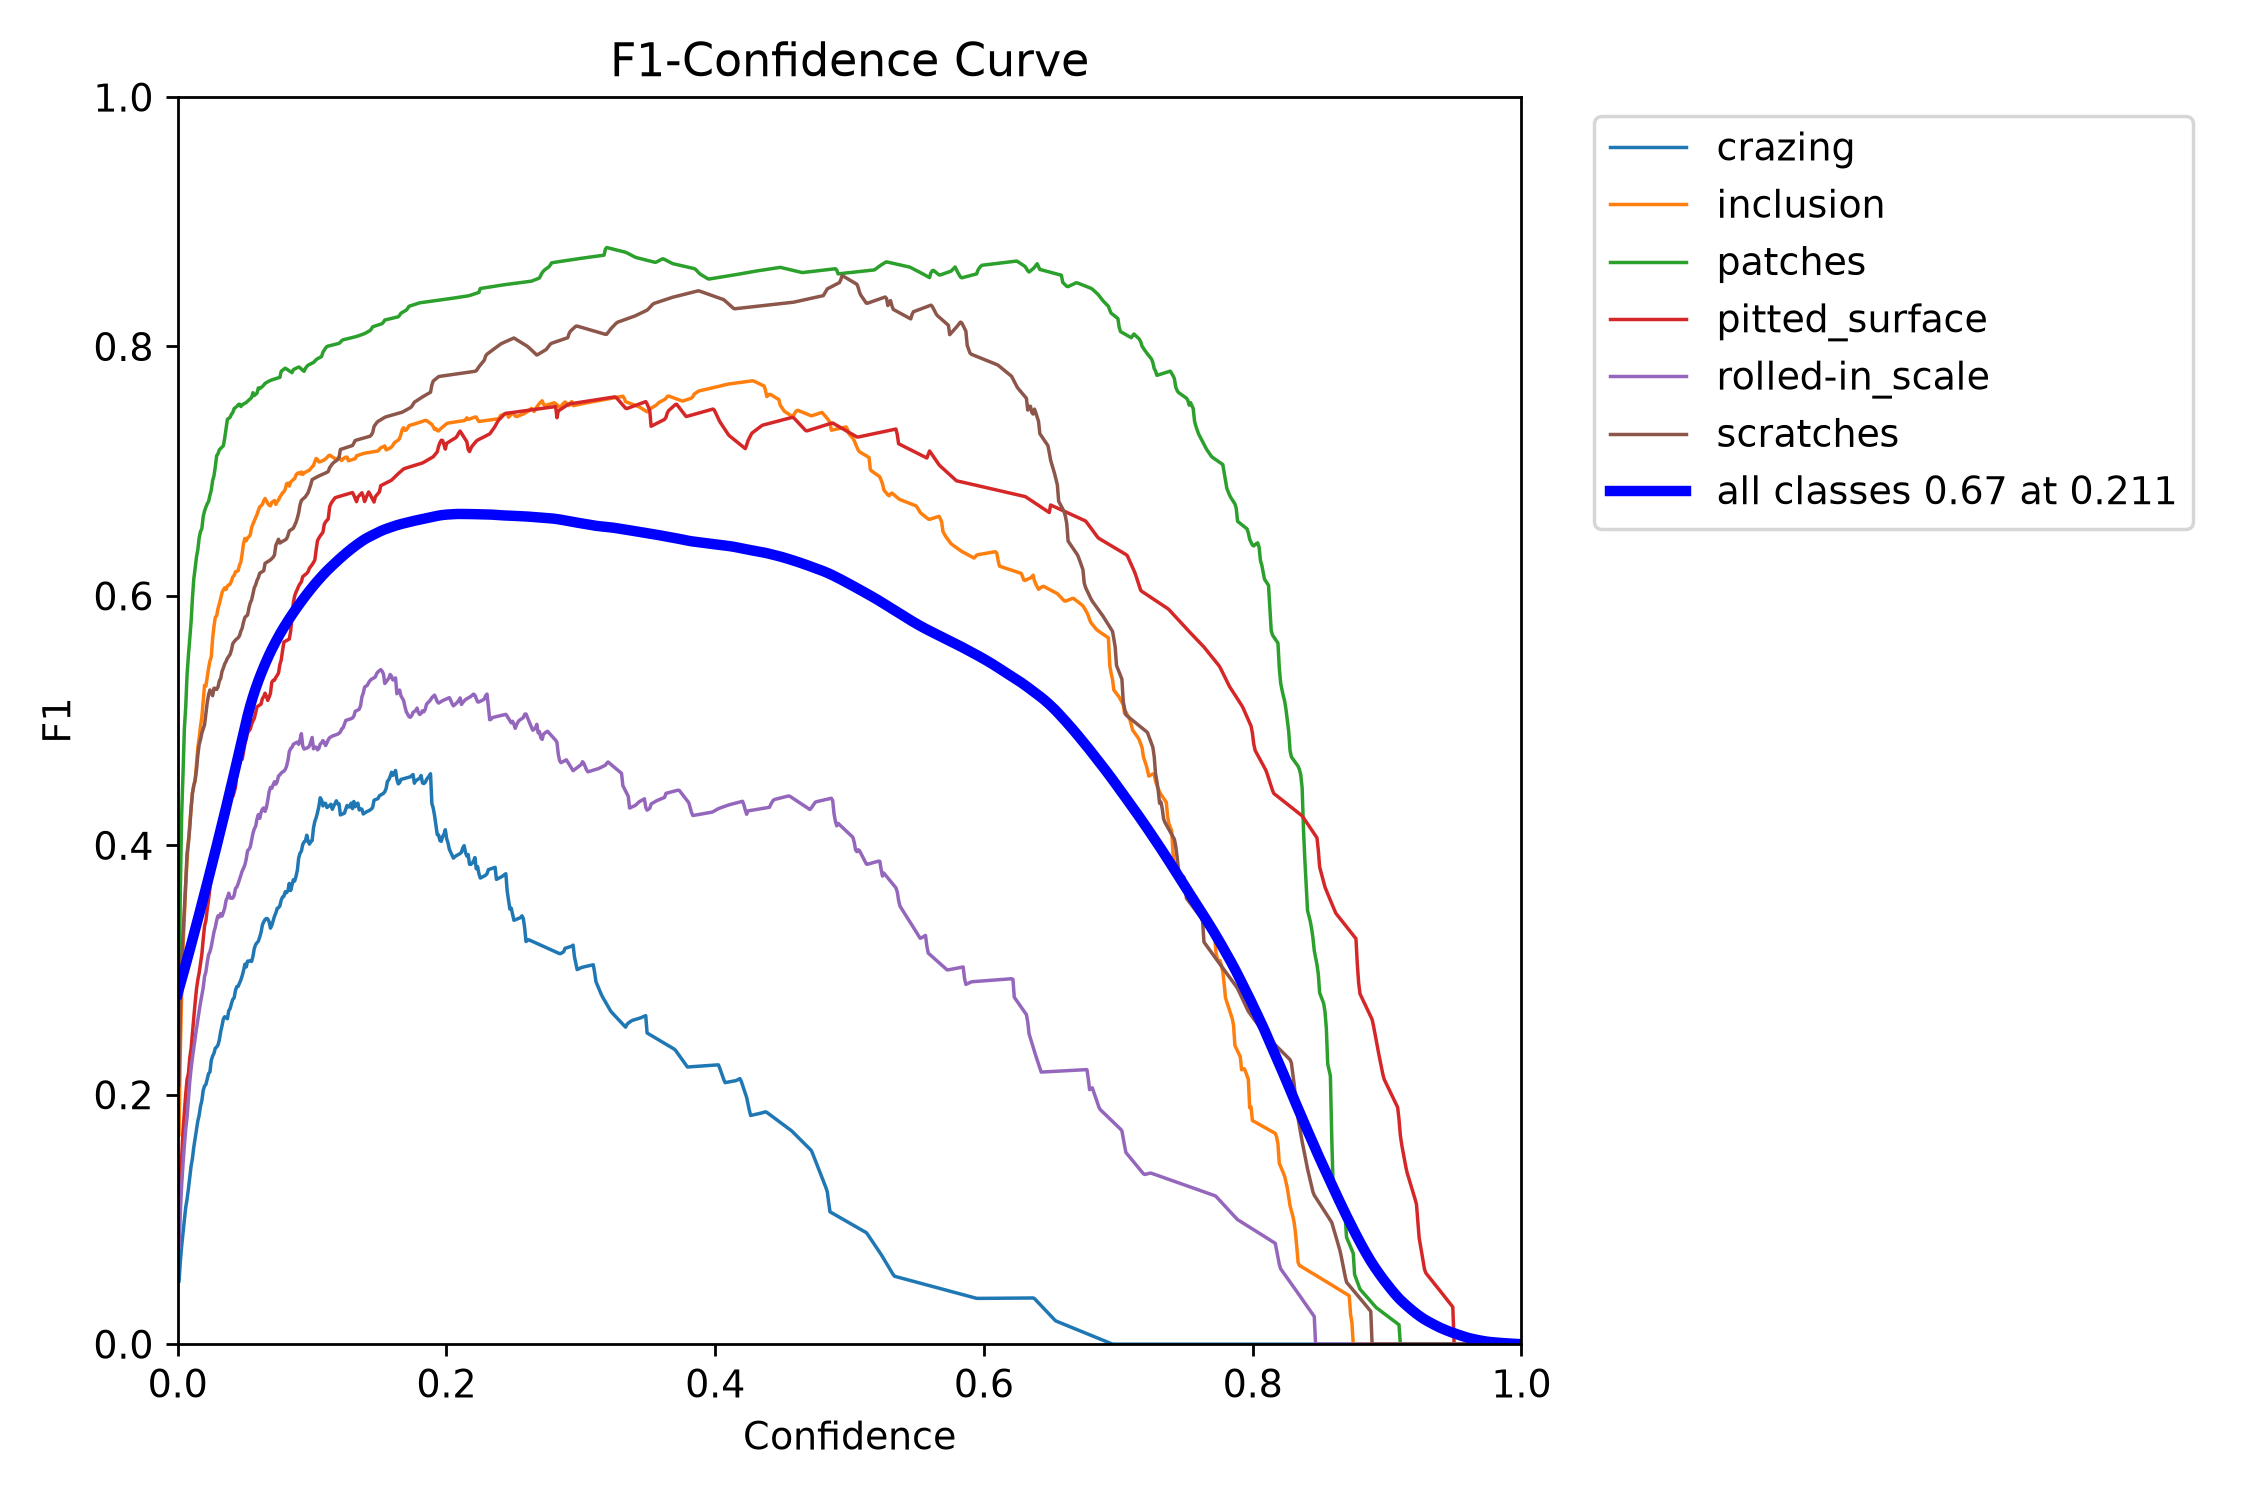 F1-Confidence Curve
1.0
0.8
0.6
0.4
0.2
0.0
F1
0.0 0.2 0.4 0.6 0.8 1.0
Confidence
crazing
inclusion
patches
pitted_surface
rolled-in_scale
scratches
all classes 0.67 at 0.211